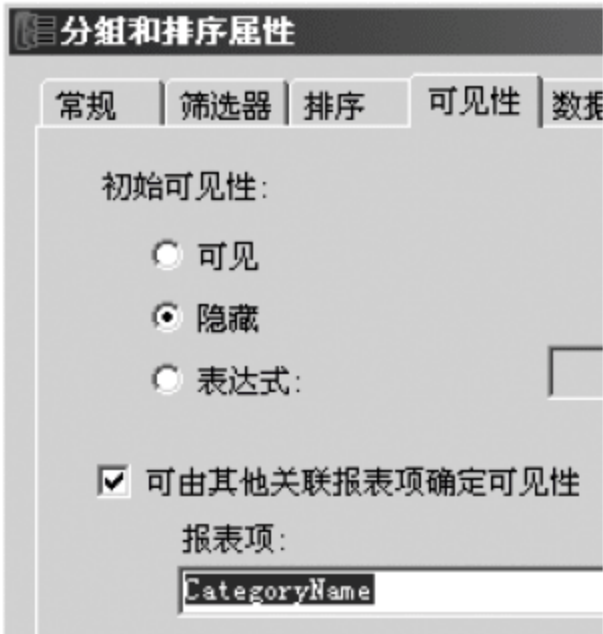 分组和排序属性
常规 筛选器 排序 可见性 数据
初始可见性:
可见
隐藏
表达式:
可由其他关联报表项确定可见性
报表项:
CategoryName